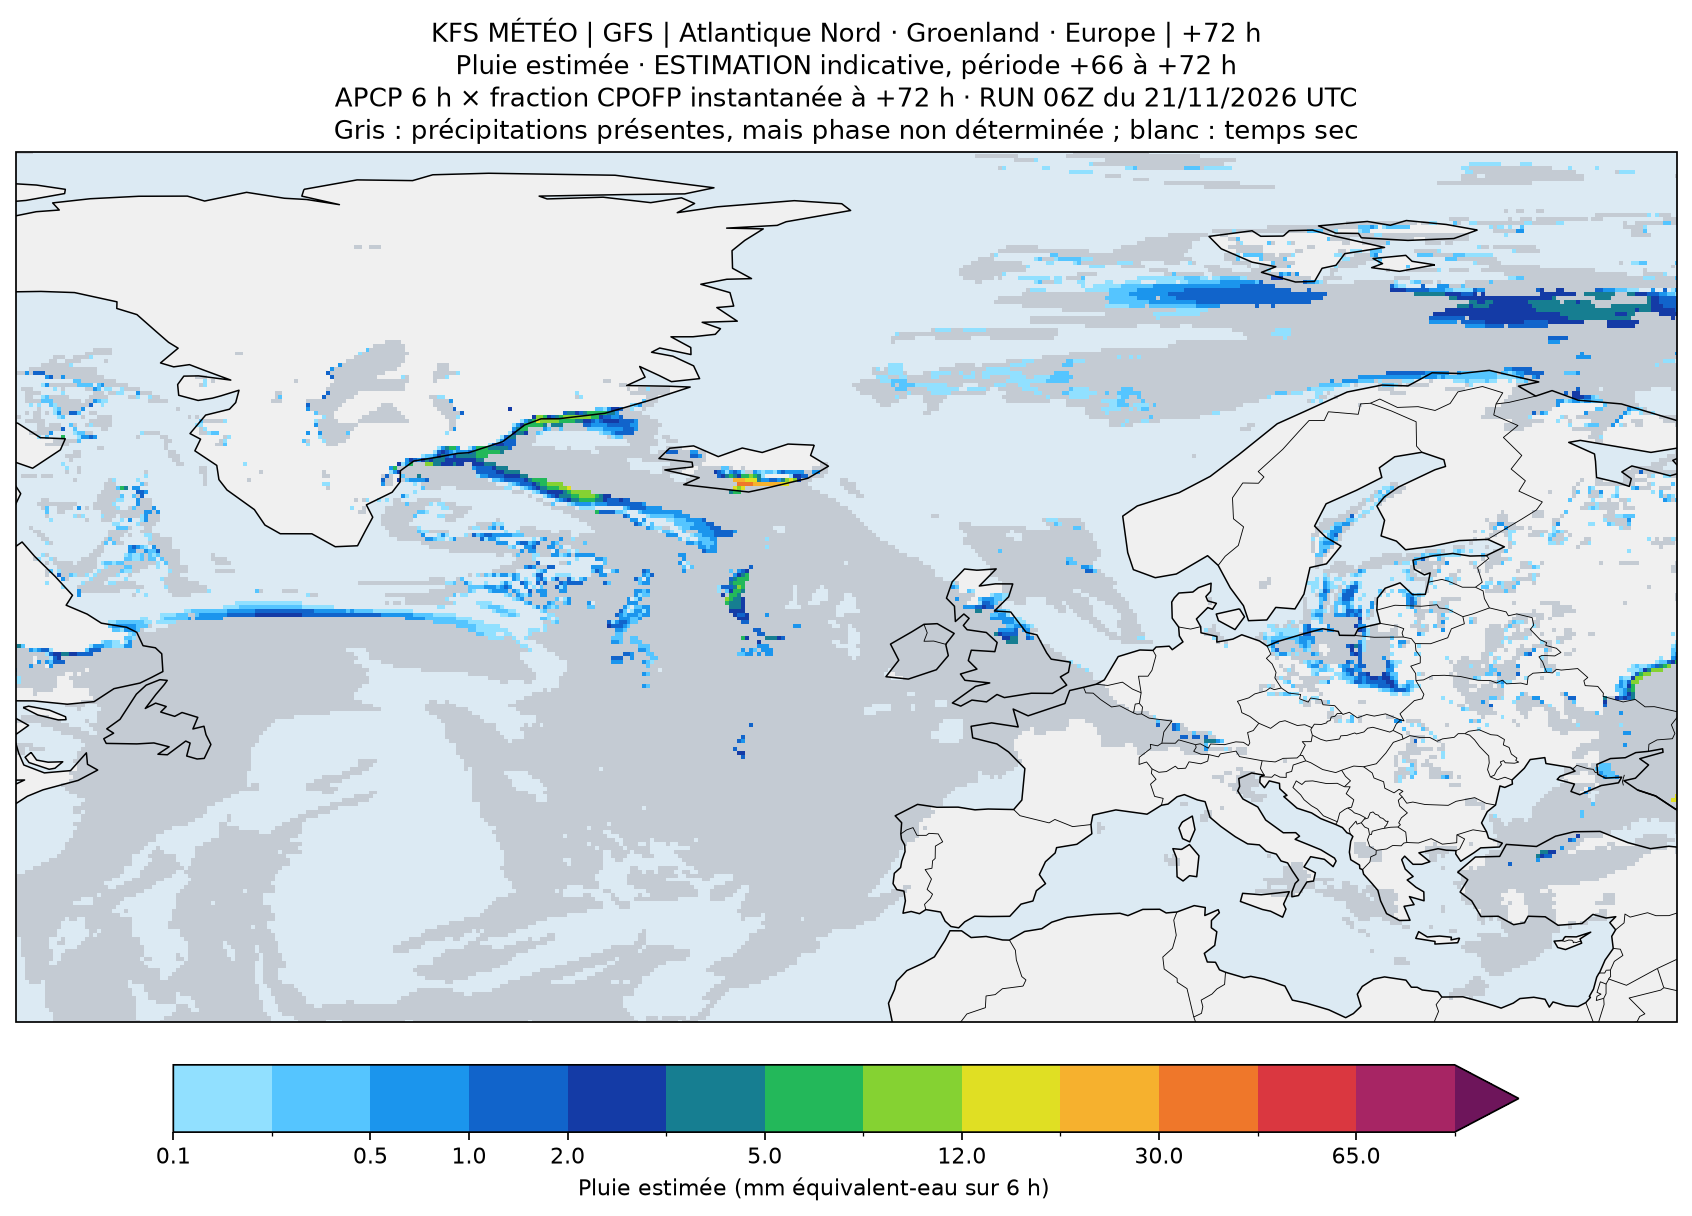 KFS MÉTÉO | GFS | Atlantique Nord · Groenland · Europe | +72 h
Pluie estimée · ESTIMATION indicative, période +66 à +72 h
APCP 6 h × fraction CPOFP instantanée à +72 h · RUN 06Z du 21/11/2026 UTC
Gris : précipitations présentes, mais phase non déterminée ; blanc : temps sec
0.1 0.5 1.0 2.0 5.0 12.0 30.0 65.0
Pluie estimée (mm équivalent-eau sur 6 h)